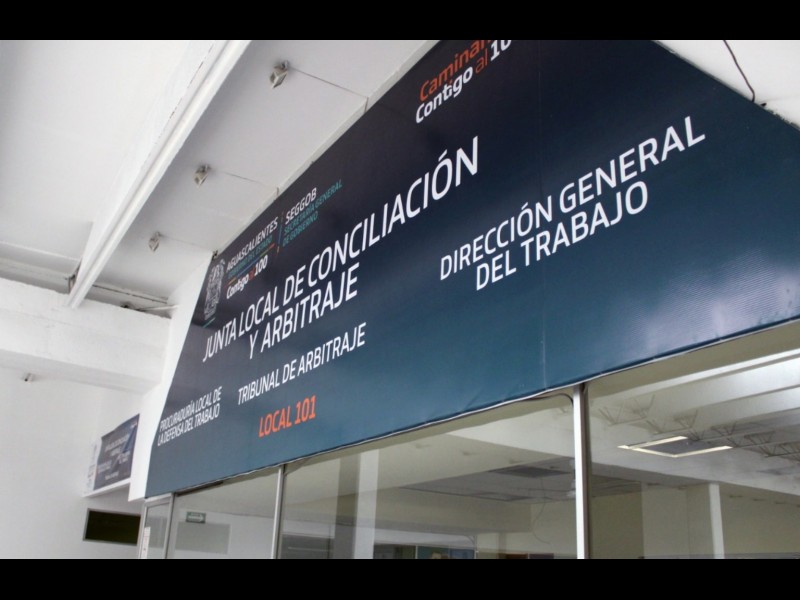 Contigo al 10
AGUASCALIENTES
Contigo al 100
SEGGOB
SECRETARÍA GENERAL
DE GOBIERNO
JUNTA LOCAL DE CONCILIACIÓN
Y ARBITRAJE
DIRECCIÓN GENERAL
DEL TRABAJO
PROCURADURÍA LOCAL DE
LA DEFENSA DEL TRABAJO
TRIBUNAL DE ARBITRAJE
LOCAL 101